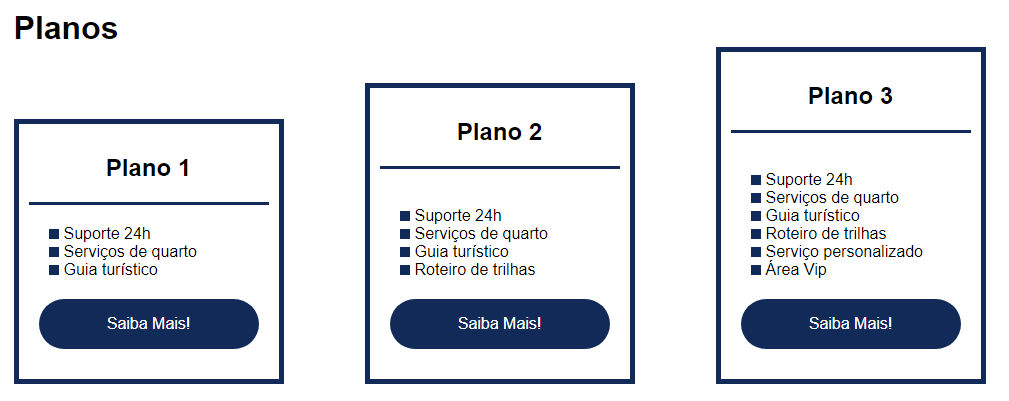 Planos
Plano 1
Suporte 24h
Serviços de quarto
Guia turístico
Saiba Mais!
Plano 2
Suporte 24h
Serviços de quarto
Guia turístico
Roteiro de trilhas
Saiba Mais!
Plano 3
Suporte 24h
Serviços de quarto
Guia turístico
Roteiro de trilhas
Serviço personalizado
Área Vip
Saiba Mais!